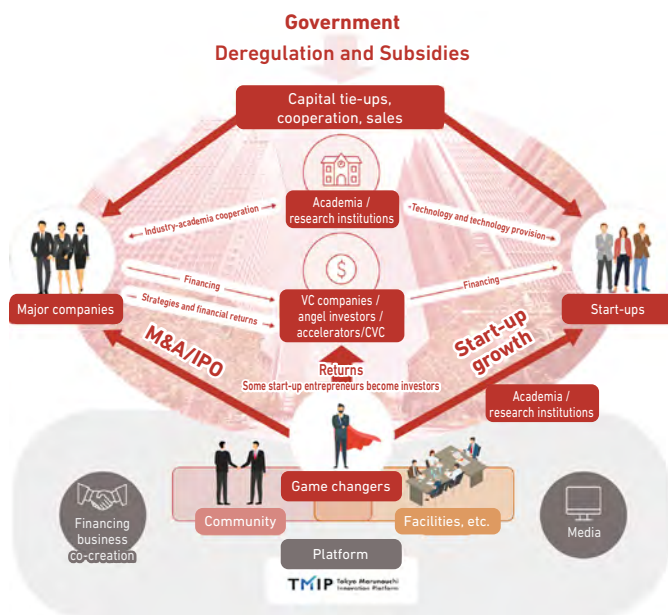 Government
Deregulation and Subsidies
Capital tie-ups,
cooperation, sales
Academia /
research institutions
Industry-academia cooperation
Technology and technology provision
Financing
Strategies and financial returns
VC companies /
angel investors /
accelerators/CVC
Financing
Major companies
Start-ups
M&A/IPO
Start-up
growth
Returns
Some start-up entrepreneurs become investors
Academia /
research institutions
Game changers
Community
Facilities, etc.
Financing
business
co-creation
Media
Platform
TMIP Tokyo Marunouchi
Innovation Platform